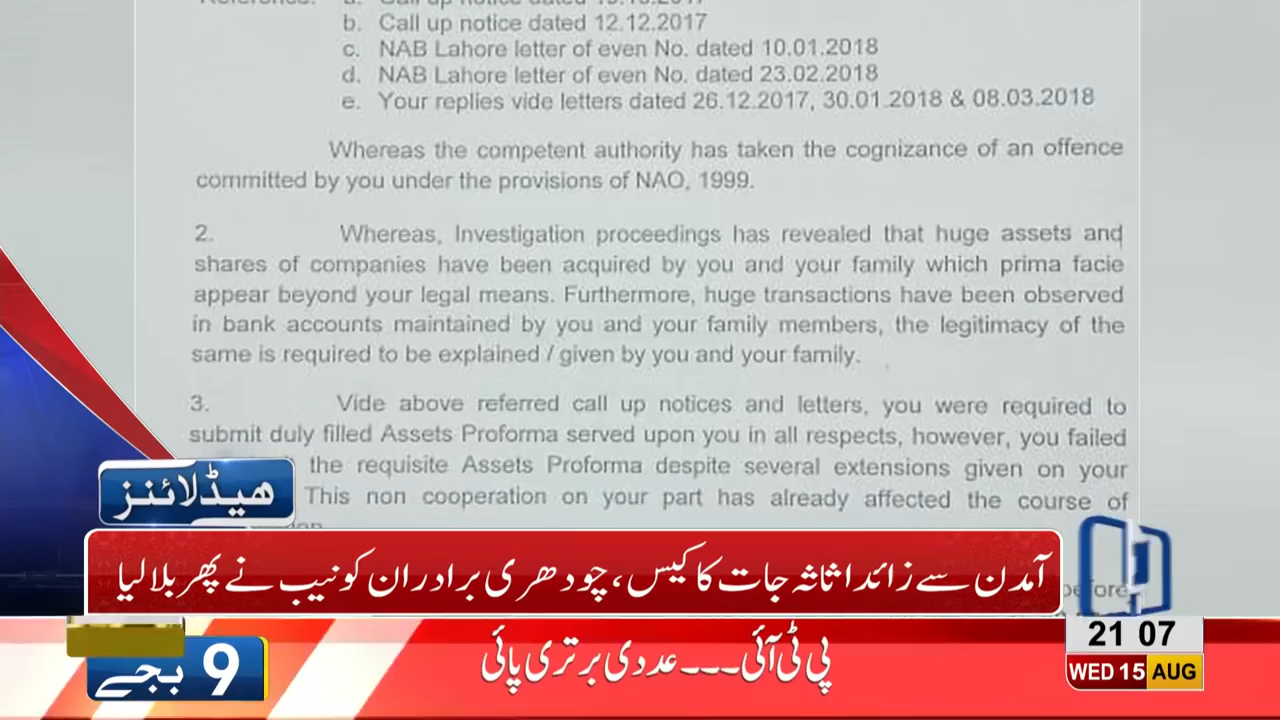 b. Call up notice dated 12.12.2017
c. NAB Lahore letter of even No. dated 10.01.2018
d. NAB Lahore letter of even No. dated 23.02.2018
e. Your replies vide letters dated 26.12.2017, 30.01.2018 & 08.03.2018
Whereas the competent authority has taken the cognizance of an offence
committed by you under the provisions of NAO, 1999.
2. Whereas, Investigation proceedings has revealed that huge assets and
shares of companies have been acquired by you and your family which prima facie
appear beyond your legal means. Furthermore, huge transactions have been observed
in bank accounts maintained by you and your family members, the legitimacy of the
same is required to be explained / given by you and your family.
3. Vide above referred call up notices and letters, you were required to
submit duly filled Assets Proforma served upon you in all respects, however, you failed
the requisite Assets Proforma despite several extensions given on your
This non cooperation on your part has already affected the course of
ھیڈلائنز
آمدن سے زائد اثاثہ جات کا کیس، چودھری برادران کو نیب نے پھر بلا لیا
before
پی ٹی آئی۔۔۔ عددی برتری پائی
9 بجے
21 07
WED 15 AUG